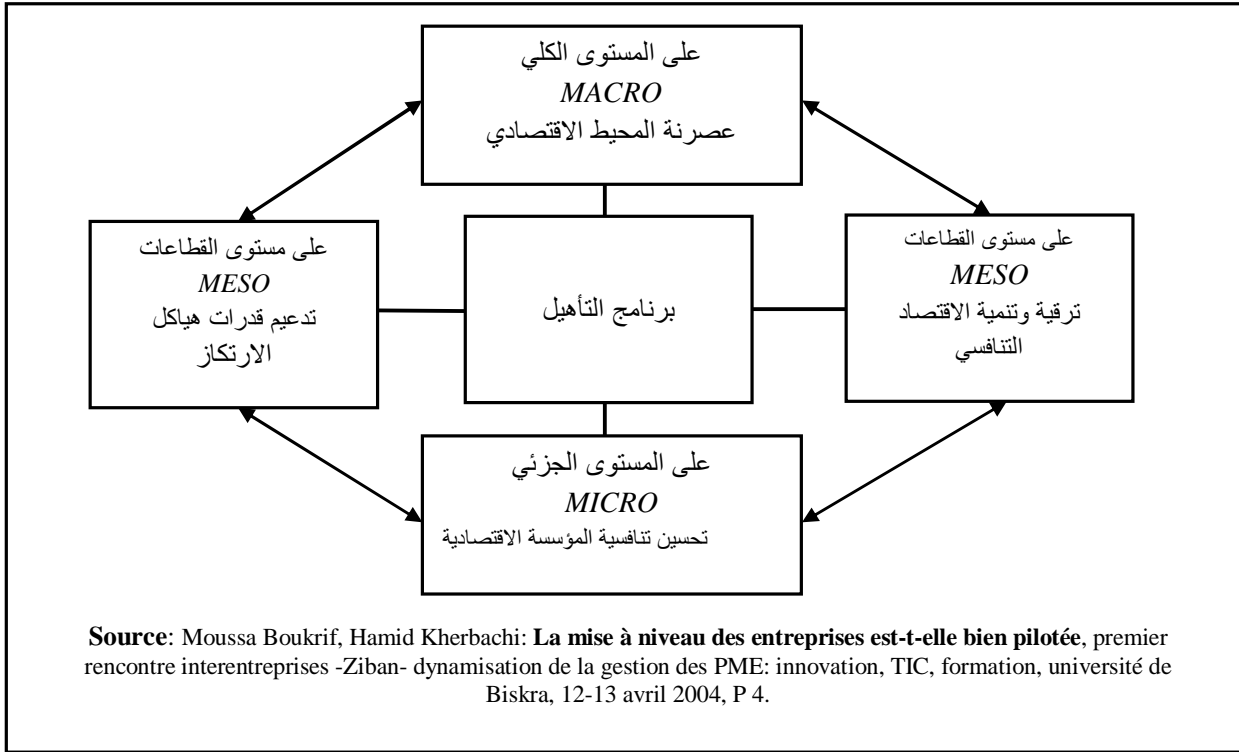 على المستوى الكلي
MACRO
عصرنة المحيط الاقتصادي
على مستوى القطاعات
MESO
ترقية وتنمية الاقتصاد
التنافسي
برنامج التأهيل
على مستوى القطاعات
MESO
تدعيم قدرات هياكل
الارتكاز
على المستوى الجزئي
MICRO
تحسين تنافسية المؤسسة الاقتصادية
Source: Moussa Boukrif, Hamid Kherbachi: La mise à niveau des entreprises est-t-elle bien pilotée, premier
rencontre interentreprises -Ziban- dynamisation de la gestion des PME: innovation, TIC, formation, université de
Biskra, 12-13 avril 2004, P 4.